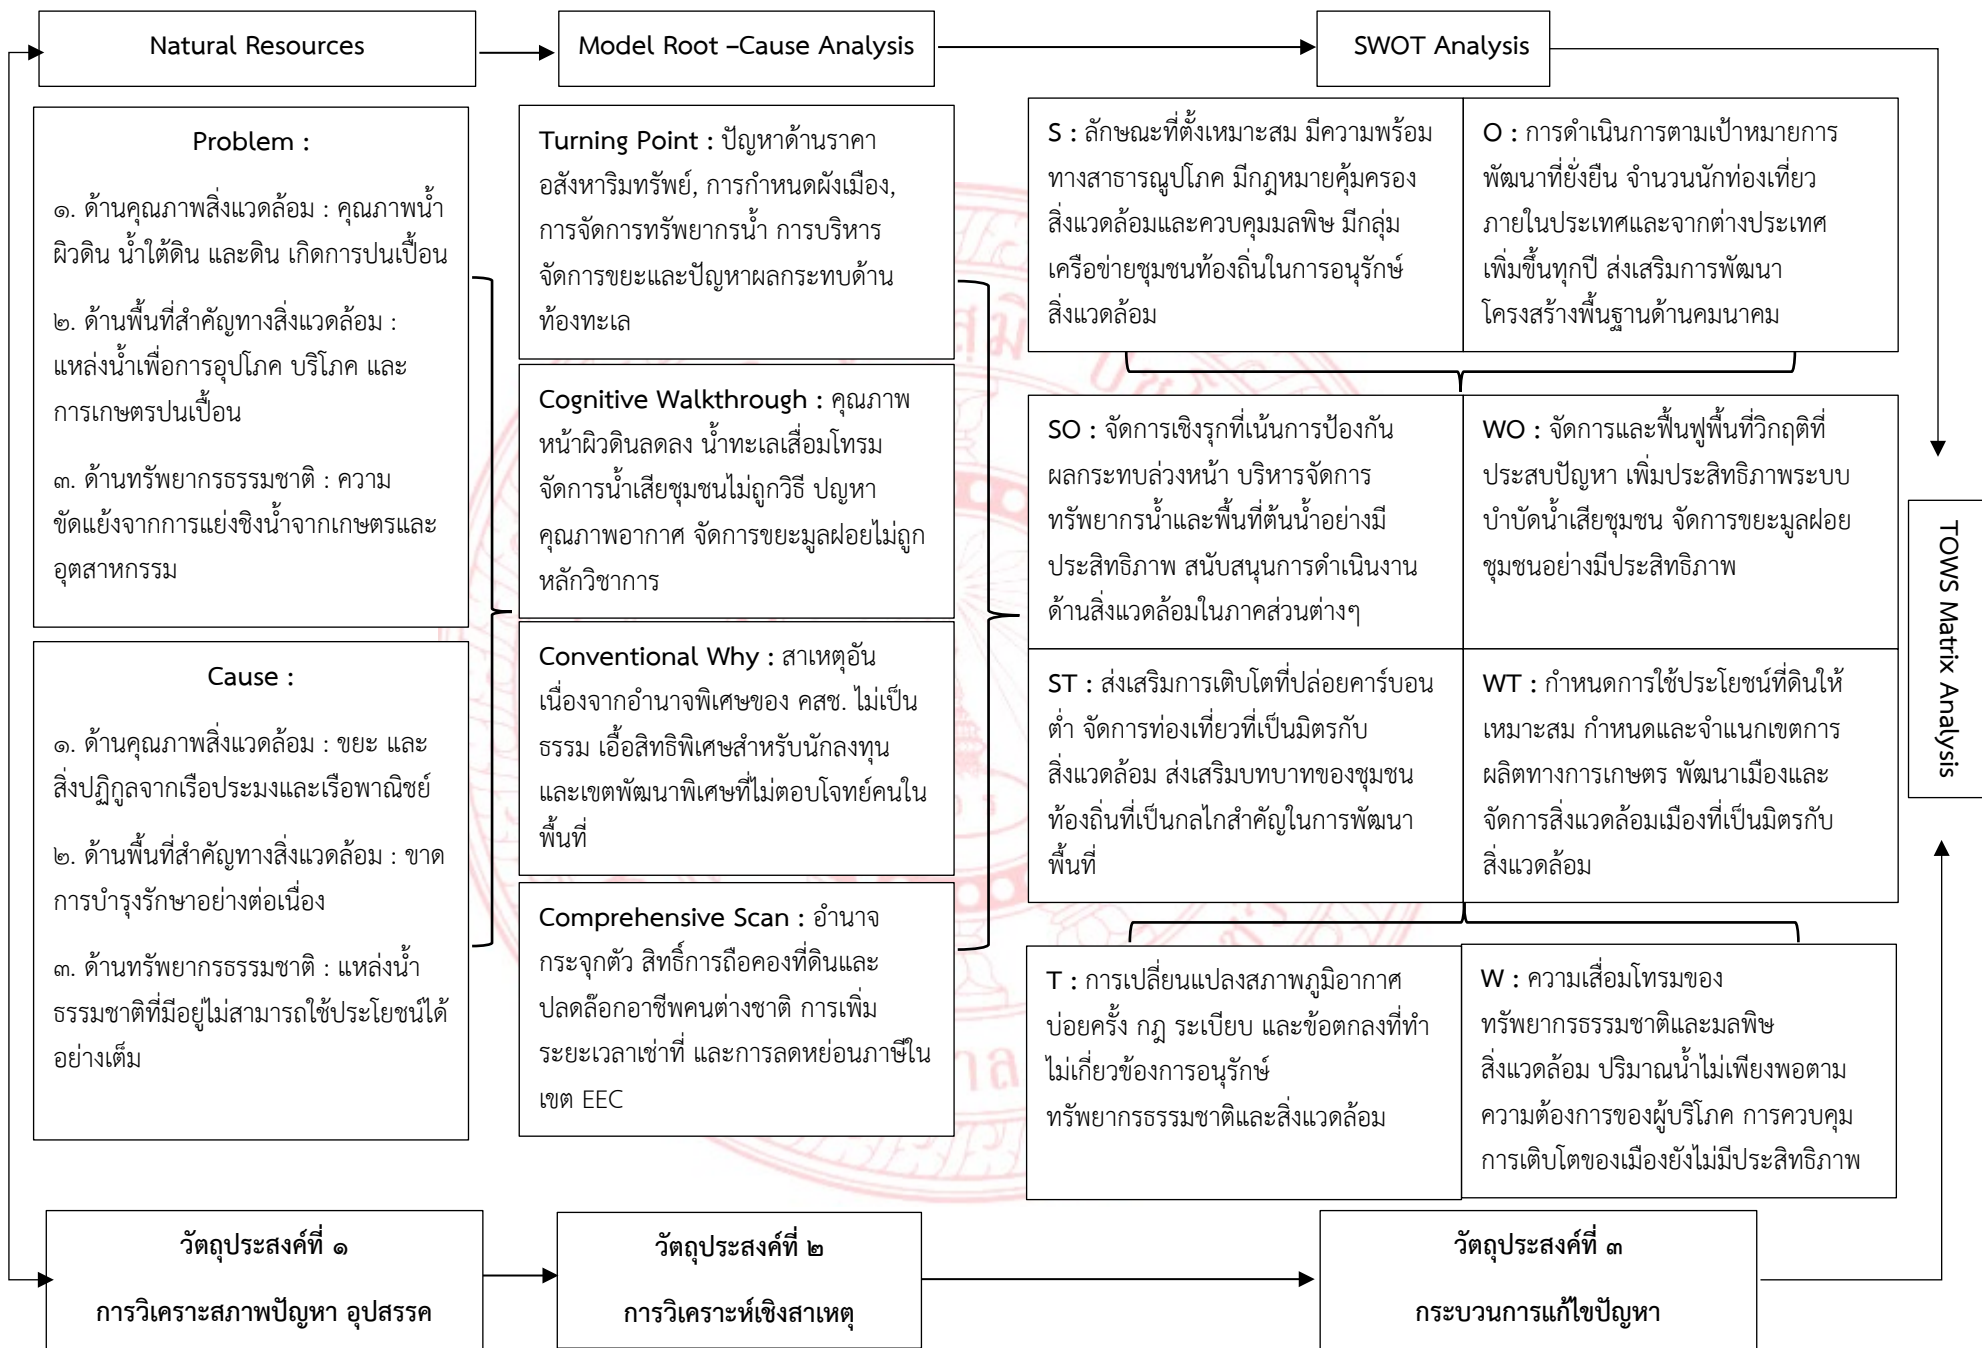 Natural Resources
Model Root –Cause Analysis
SWOT Analysis
Problem :
๑. ด้านคุณภาพสิ่งแวดล้อม : คุณภาพน้ำ
ผิวดิน น้ำใต้ดิน และดิน เกิดการปนเปื้อน
๒. ด้านพื้นที่สำคัญทางสิ่งแวดล้อม :
แหล่งน้ำเพื่อการอุปโภค บริโภค และ
การเกษตรปนเปื้อน
๓. ด้านทรัพยากรธรรมชาติ : ความ
ขัดแย้งจากการแย่งชิงน้ำจากเกษตรและ
อุตสาหกรรม
Cause :
๑. ด้านคุณภาพสิ่งแวดล้อม : ขยะ และ
สิ่งปฏิกูลจากเรือประมงและเรือพาณิชย์
๒. ด้านพื้นที่สำคัญทางสิ่งแวดล้อม : ขาด
การบำรุงรักษาอย่างต่อเนื่อง
๓. ด้านทรัพยากรธรรมชาติ : แหล่งน้ำ
ธรรมชาติที่มีอยู่ไม่สามารถใช้ประโยชน์ได้
อย่างเต็ม
Turning Point : ปัญหาด้านราคา
อสังหาริมทรัพย์, การกำหนดผังเมือง,
การจัดการทรัพยากรน้ำ การบริหาร
จัดการขยะและปัญหาผลกระทบด้าน
ท้องทะเล
Cognitive Walkthrough : คุณภาพ
หน้าผิวดินลดลง น้ำทะเลเสื่อมโทรม
จัดการน้ำเสียชุมชนไม่ถูกวิธี ปญหา
คุณภาพอากาศ จัดการขยะมูลฝอยไม่ถูก
หลักวิชาการ
Conventional Why : สาเหตุอัน
เนื่องจากอำนาจพิเศษของ คสช. ไม่เป็น
ธรรม เอื้อสิทธิพิเศษสำหรับนักลงทุน
และเขตพัฒนาพิเศษที่ไม่ตอบโจทย์คนใน
พื้นที่
Comprehensive Scan : อำนาจ
กระจุกตัว สิทธิ์การถือคองที่ดินและ
ปลดล๊อกอาชีพคนต่างชาติ การเพิ่ม
ระยะเวลาเช่าที่ และการลดหย่อนภาษีใน
เขต EEC
S : ลักษณะที่ตั้งเหมาะสม มีความพร้อม
ทางสาธารณูปโภค มีกฎหมายคุ้มครอง
สิ่งแวดล้อมและควบคุมมลพิษ มีกลุ่ม
เครือข่ายชุมชนท้องถิ่นในการอนุรักษ์
สิ่งแวดล้อม
O : การดำเนินการตามเป้าหมายการ
พัฒนาที่ยั่งยืน จำนวนนักท่องเที่ยว
ภายในประเทศและจากต่างประเทศ
เพิ่มขึ้นทุกปี ส่งเสริมการพัฒนา
โครงสร้างพื้นฐานด้านคมนาคม
SO : จัดการเชิงรุกที่เน้นการป้องกัน
ผลกระทบล่วงหน้า บริหารจัดการ
ทรัพยากรน้ำและพื้นที่ต้นน้ำอย่างมี
ประสิทธิภาพ สนับสนุนการดำเนินงาน
ด้านสิ่งแวดล้อมในภาคส่วนต่างๆ
WO : จัดการและฟื้นฟูพื้นที่วิกฤติที่
ประสบปัญหา เพิ่มประสิทธิภาพระบบ
บำบัดน้ำเสียชุมชน จัดการขยะมูลฝอย
ชุมชนอย่างมีประสิทธิภาพ
ST : ส่งเสริมการเติบโตที่ปล่อยคาร์บอน
ต่ำ จัดการท่องเที่ยวที่เป็นมิตรกับ
สิ่งแวดล้อม ส่งเสริมบทบาทของชุมชน
ท้องถิ่นที่เป็นกลไกสำคัญในการพัฒนา
พื้นที่
WT : กำหนดการใช้ประโยชน์ที่ดินให้
เหมาะสม กำหนดและจำแนกเขตการ
ผลิตทางการเกษตร พัฒนาเมืองและ
จัดการสิ่งแวดล้อมเมืองที่เป็นมิตรกับ
สิ่งแวดล้อม
T : การเปลี่ยนแปลงสภาพภูมิอากาศ
บ่อยครั้ง กฎ ระเบียบ และข้อตกลงที่ทำ
ไม่เกี่ยวข้องการอนุรักษ์
ทรัพยากรธรรมชาติและสิ่งแวดล้อม
W : ความเสื่อมโทรมของ
ทรัพยากรธรรมชาติและมลพิษ
สิ่งแวดล้อม ปริมาณน้ำไม่เพียงพอตาม
ความต้องการของผู้บริโภค การควบคุม
การเติบโตของเมืองยังไม่มีประสิทธิภาพ
TOWS Matrix Analysis
วัตถุประสงค์ที่ ๑
การวิเคราะสภาพปัญหา อุปสรรค
วัตถุประสงค์ที่ ๒
การวิเคราะห์เชิงสาเหตุ
วัตถุประสงค์ที่ ๓
กระบวนการแก้ไขปัญหา